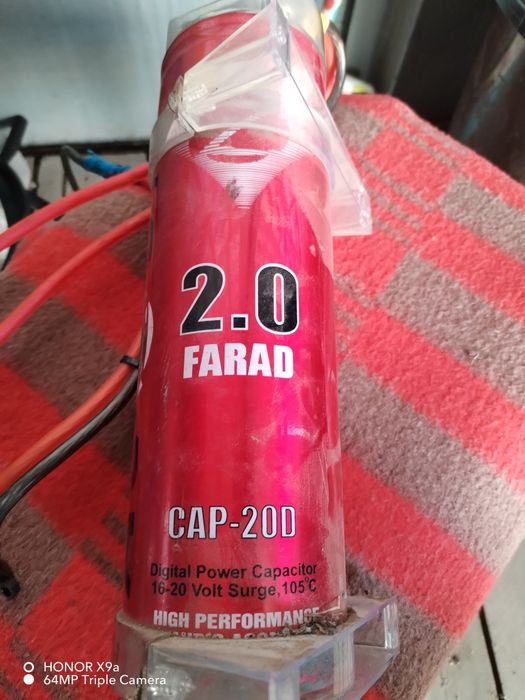 2.0
FARAD
CAP-20D
Digital Power Capacitor
16-20 Volt Surge,105°C
HIGH PERFORMANCE
HONOR X9a
64MP Triple Camera